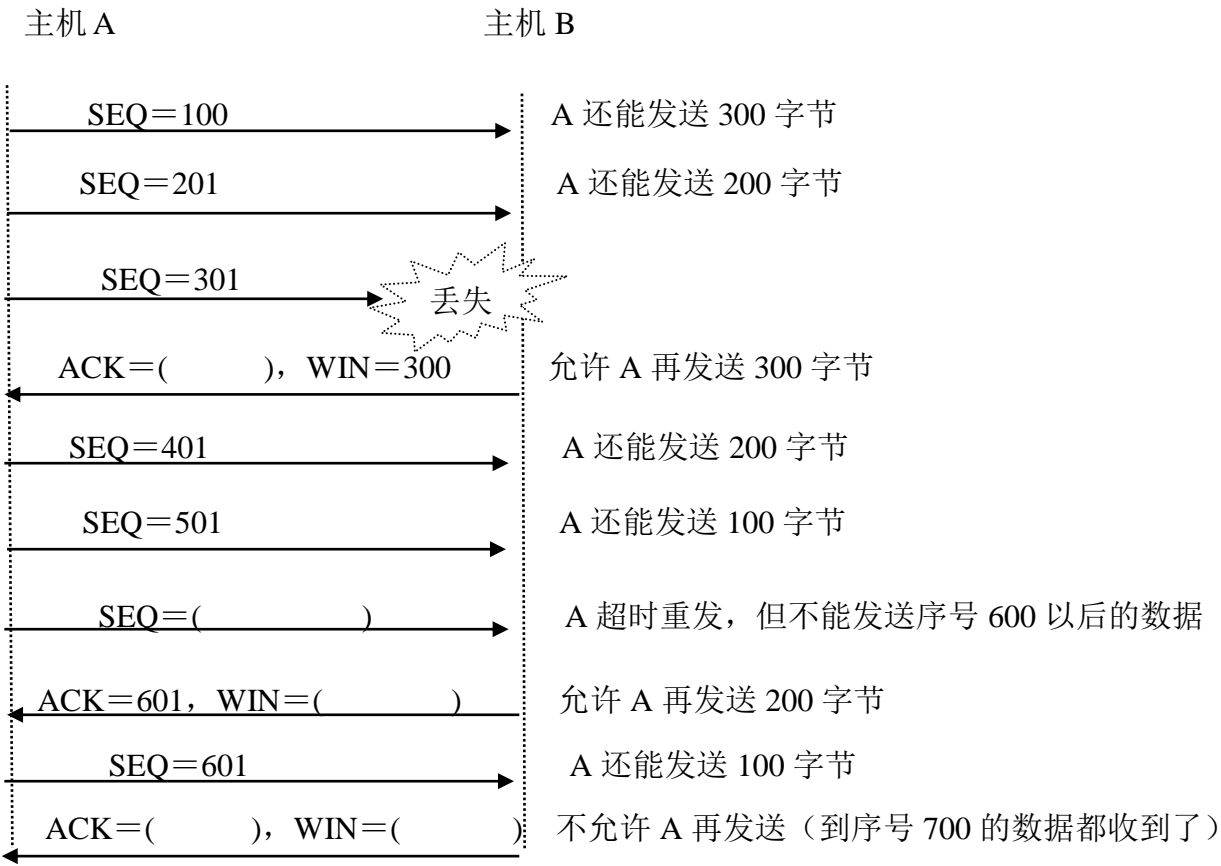 主机 A 主机 B
SEQ＝100 A 还能发送 300 字节
SEQ＝201 A 还能发送 200 字节
SEQ＝301 丢失
ACK＝( )，WIN＝300 允许 A 再发送 300 字节
SEQ＝401 A 还能发送 200 字节
SEQ＝501 A 还能发送 100 字节
SEQ＝( ) A 超时重发，但不能发送序号 600 以后的数据
ACK＝601，WIN＝( ) 允许 A 再发送 200 字节
SEQ＝601 A 还能发送 100 字节
ACK＝( )，WIN＝( ) 不允许 A 再发送（到序号 700 的数据都收到了）